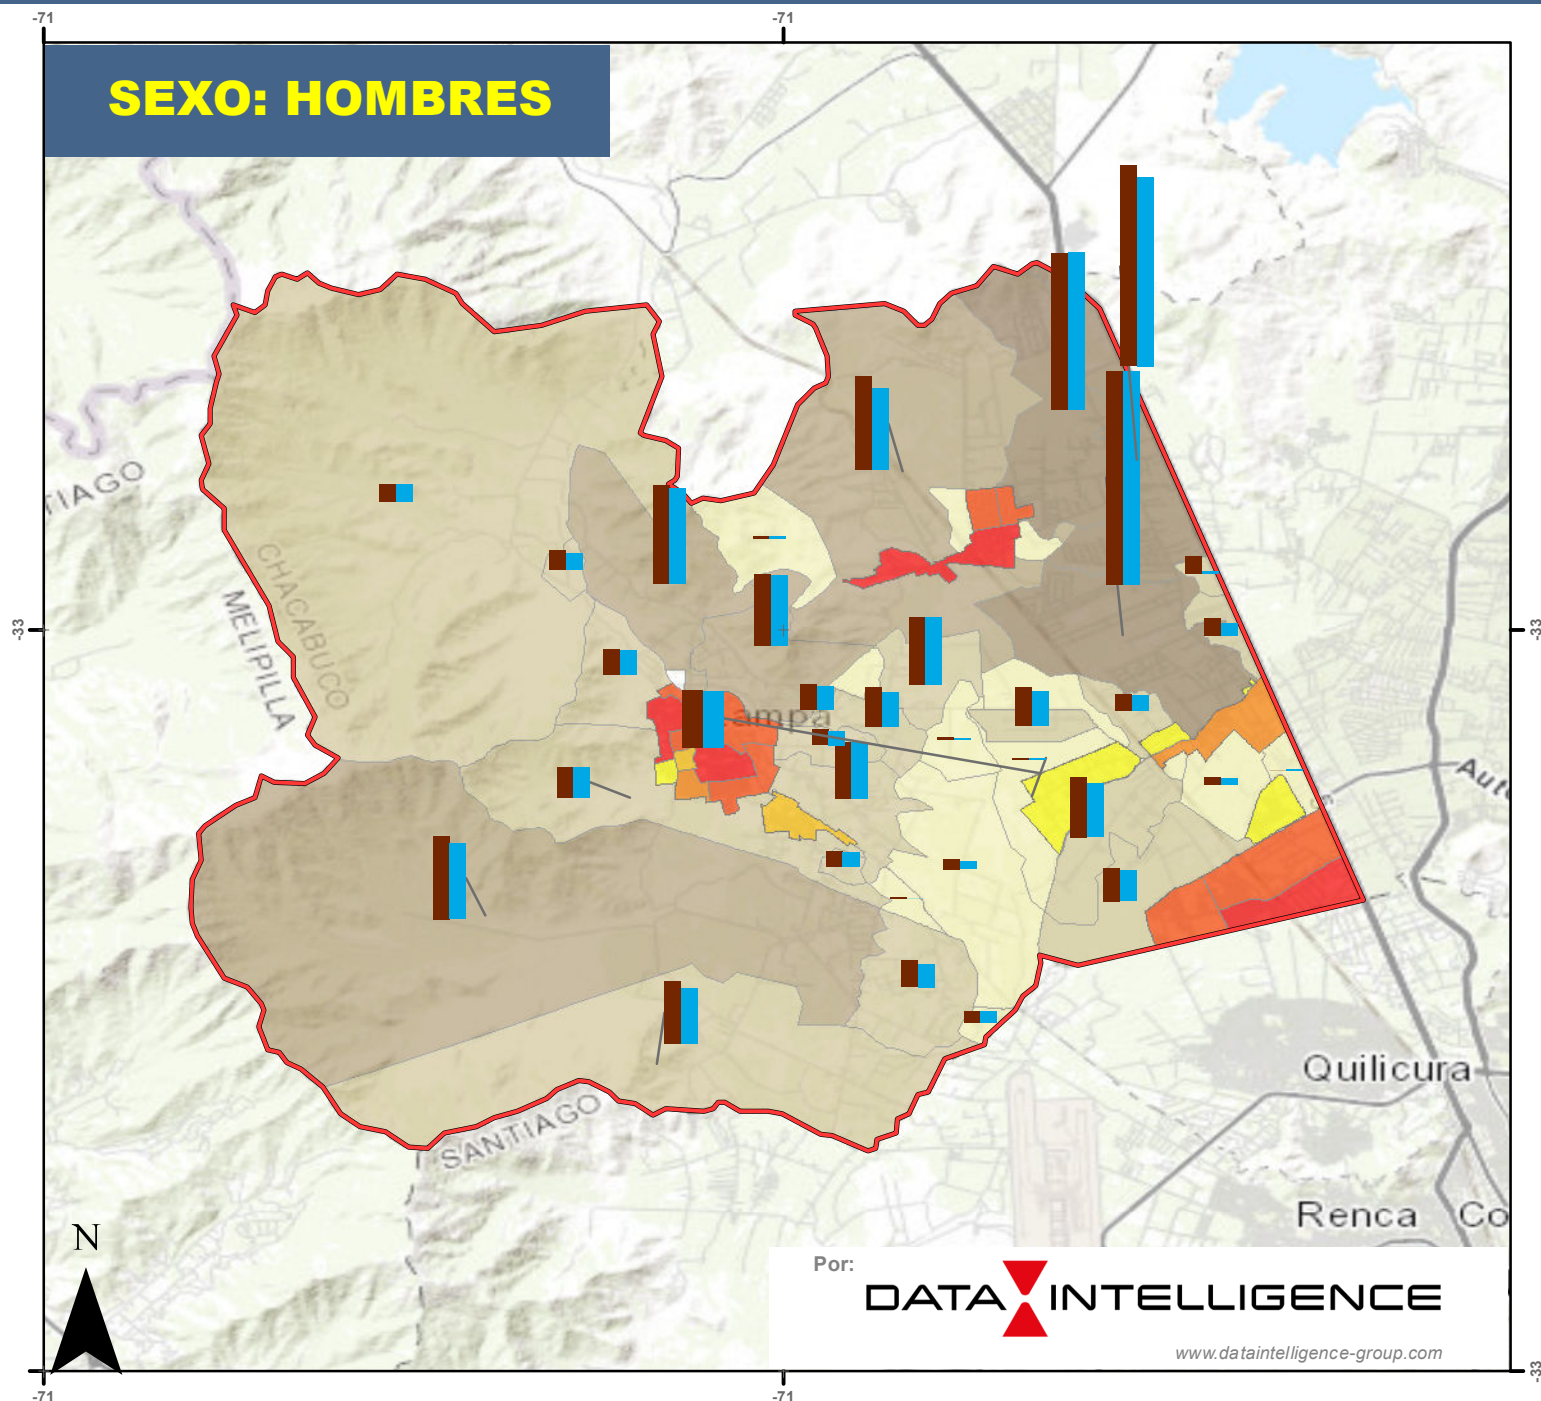 -71
-71
SEXO: HOMBRES
TIAGO
CHACABUCO
MELIPILLA
-33
-33
ampa
Auto
Quilicura
SANTIAGO
Renca
Co
N
Por:
DATA INTELLIGENCE
www.dataintelligence-group.com
-33
-71
-71